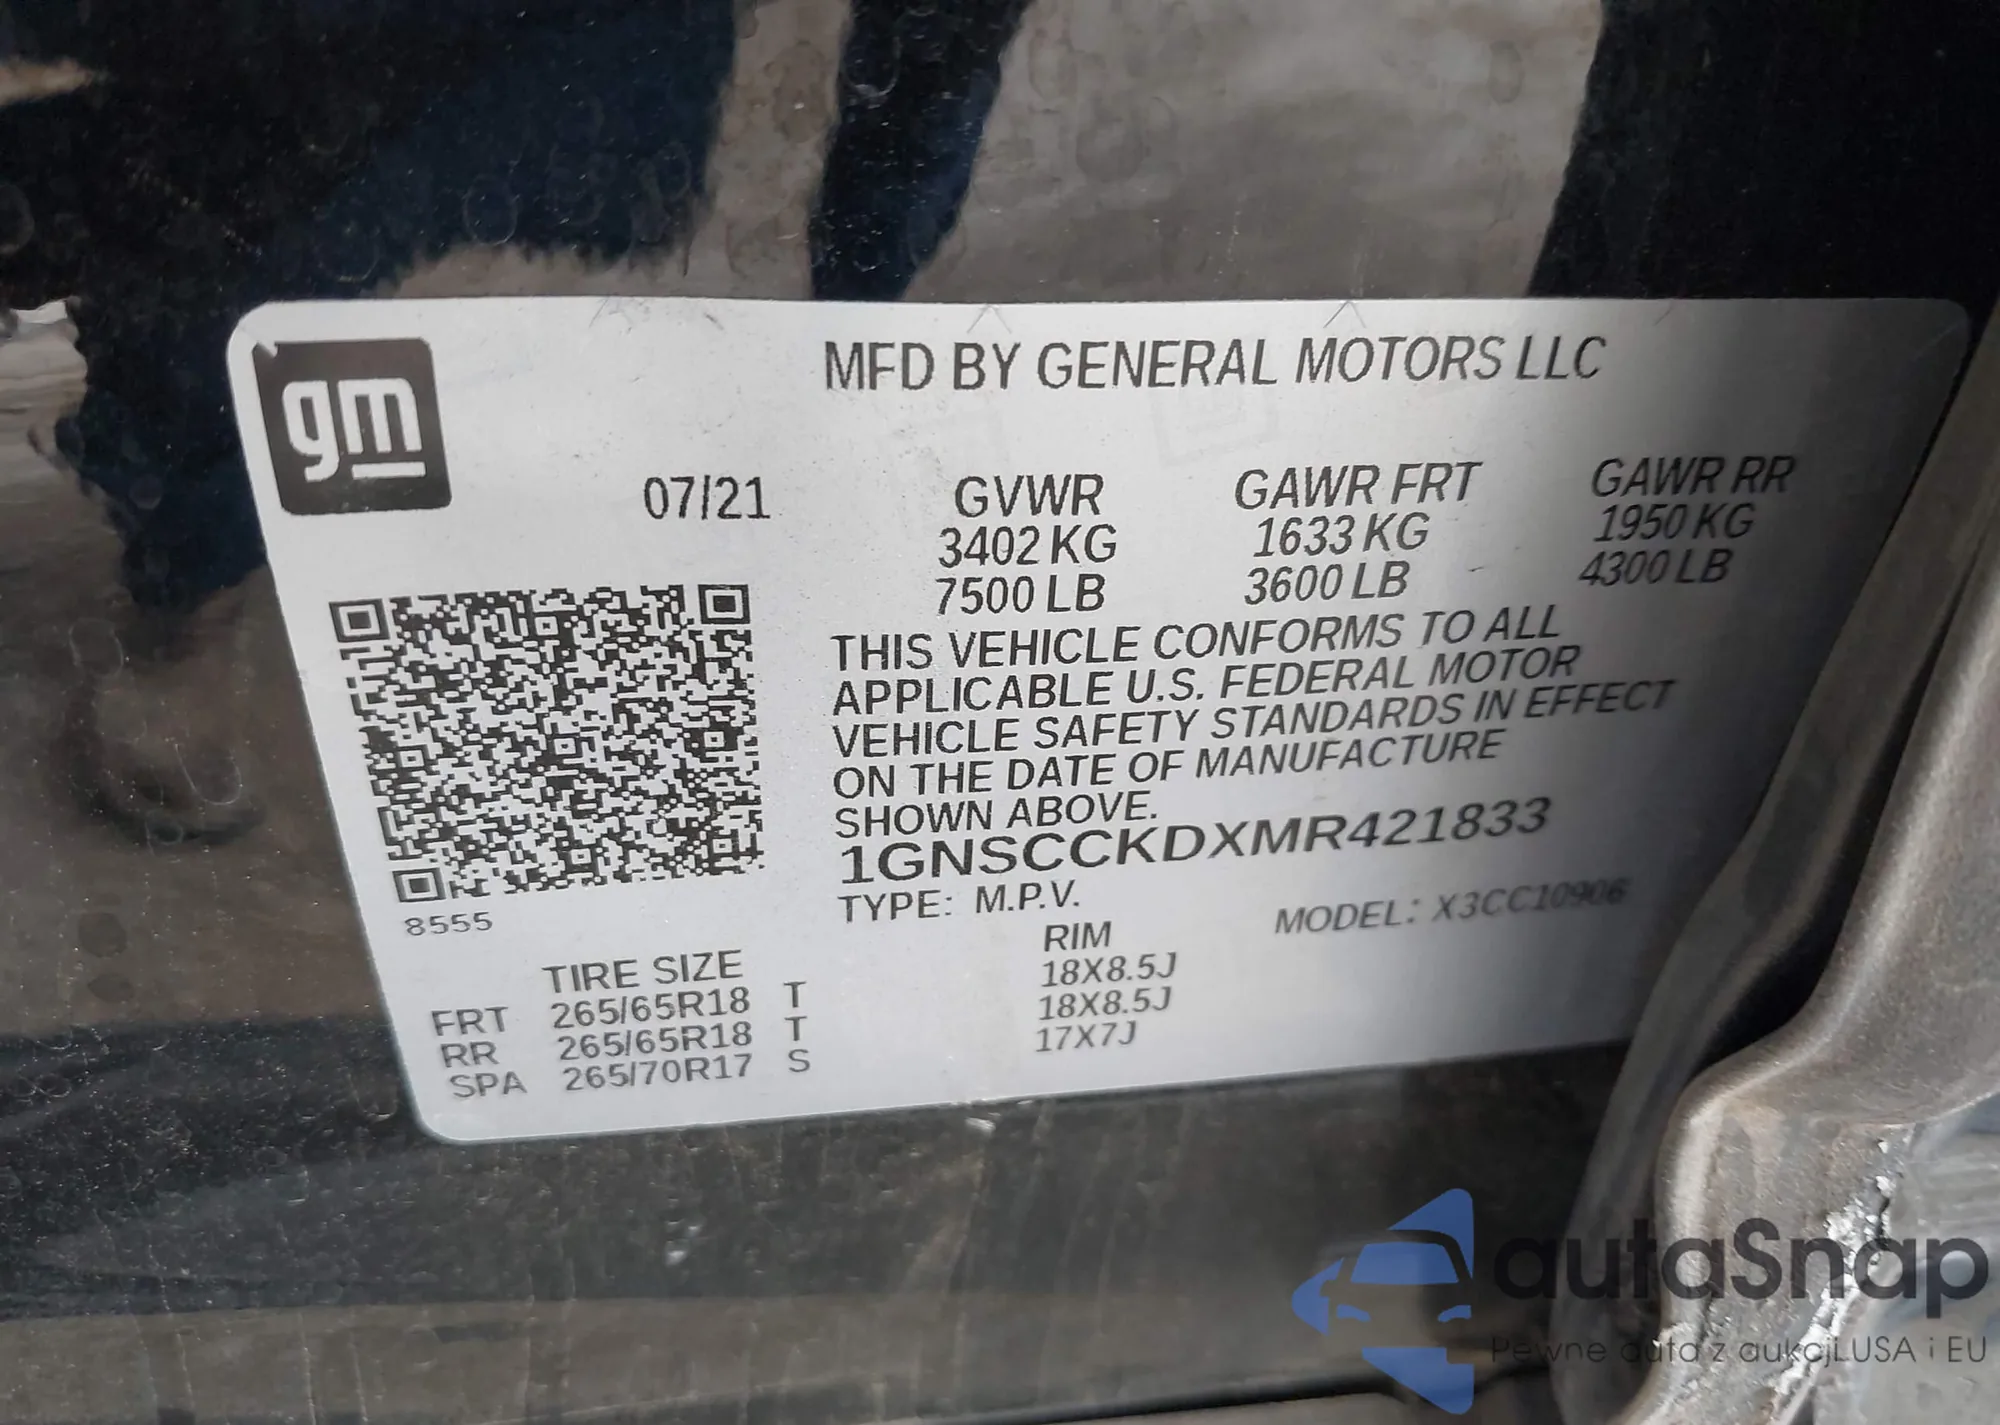 gm
MFD BY GENERAL MOTORS LLC
07/21
GVWR GAWR FRT GAWR RR
3402 KG 1633 KG 1950 KG
7500 LB 3600 LB 4300 LB
THIS VEHICLE CONFORMS TO ALL
APPLICABLE U.S. FEDERAL MOTOR
VEHICLE SAFETY STANDARDS IN EFFECT
ON THE DATE OF MANUFACTURE
SHOWN ABOVE.
1GNSCCKDXMR421833
TYPE: M.P.V. MODEL: X3CC10906
8555
TIRE SIZE RIM
FRT 265/65R18 T 18X8.5J
RR 265/65R18 T 18X8.5J
SPA 265/70R17 S 17X7J
autaSnap
Pewne auta z aukcji USA i EU